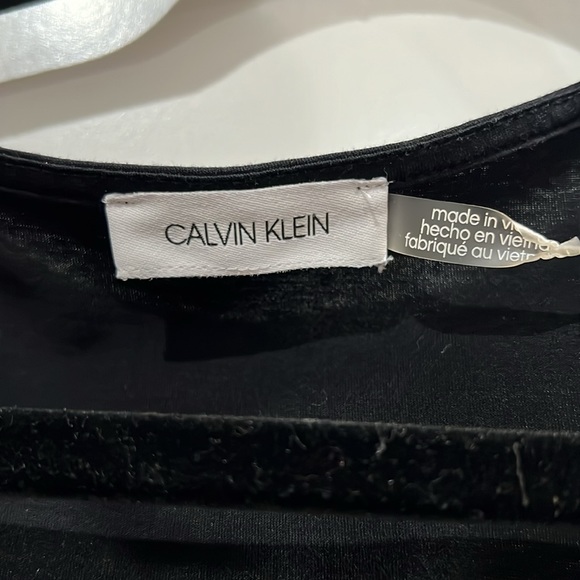 CALVIN KLEIN
made in
hecho en
fabriqué au